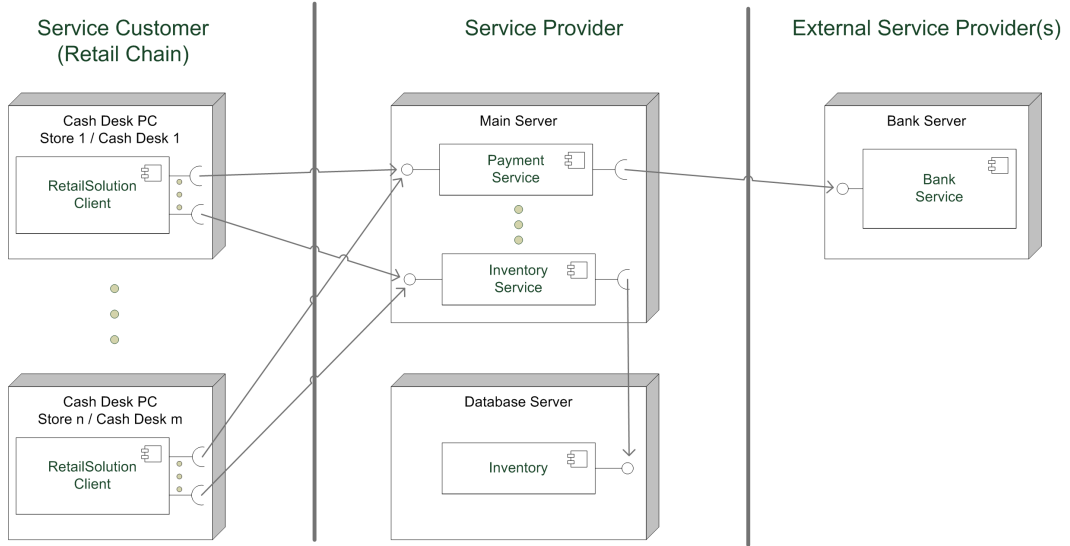 Service Customer
(Retail Chain)
Service Provider
External Service Provider(s)
Cash Desk PC
Store 1 / Cash Desk 1
RetailSolution
Client
Main Server
Payment
Service
Inventory
Service
Bank Server
Bank
Service
Cash Desk PC
Store n / Cash Desk m
RetailSolution
Client
Database Server
Inventory